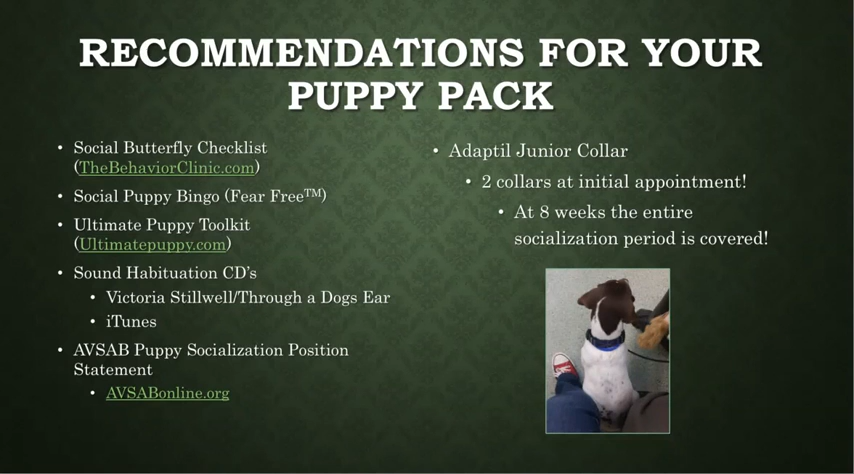 RECOMMENDATIONS FOR YOUR
PUPPY PACK
• Social Butterfly Checklist
(TheBehaviorClinic.com)
• Social Puppy Bingo (Fear Free™)
• Ultimate Puppy Toolkit
(Ultimatepuppy.com)
• Sound Habituation CD's
• Victoria Stillwell/Through a Dogs Ear
• iTunes
• AVSAB Puppy Socialization Position
Statement
• AVSABonline.org
• Adaptil Junior Collar
• 2 collars at initial appointment!
• At 8 weeks the entire
socialization period is covered!